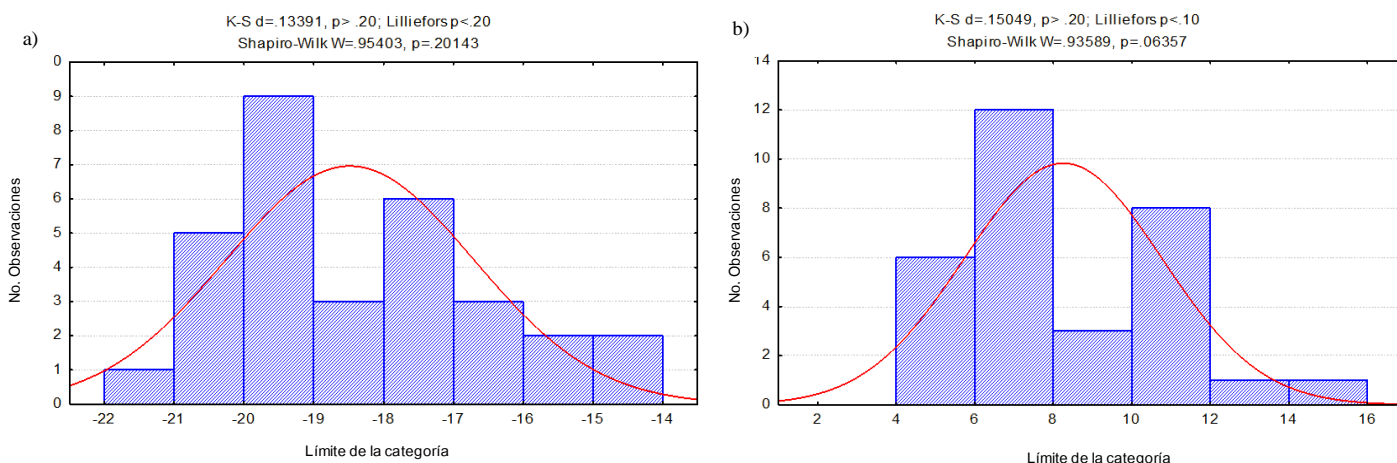 a)
K-S d=.13391, p> .20; Lilliefors p<.20
Shapiro-Wilk W=.95403, p=.20143
0
9
8
7
6
5
9
3
2
1
0
No. Observaciones
-22 -21 -20 -19 -18 -17 -16 -15 -14
Límite de la categoría
b)
K-S d=.15049, p> .20; Lilliefors p<.10
Shapiro-Wilk W=.93589, p=.06357
14
12
10
8
6
4
2
0
No. Observaciones
2 4 6 8 10 12 14 16
Límite de la categoría